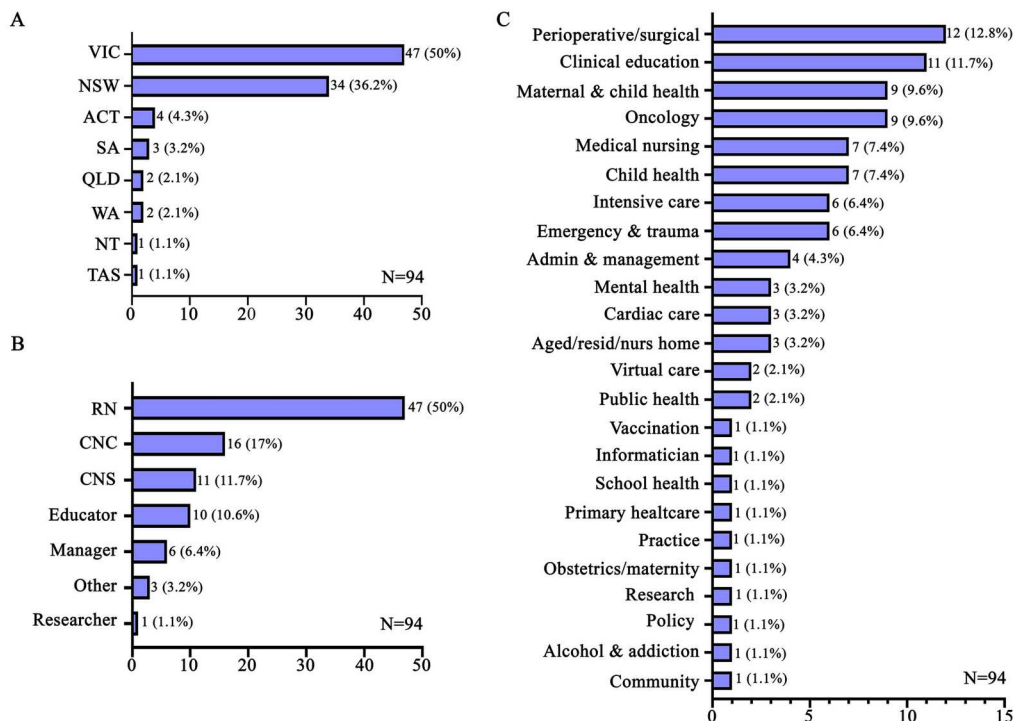 A
VIC 47 (50%)
NSW 34 (36.2%)
ACT 4 (4.3%)
SA 3 (3.2%)
QLD 2 (2.1%)
WA 2 (2.1%)
NT 1 (1.1%)
TAS 1 (1.1%)
N=94
0 10 20 30 40 50
B
RN 47 (50%)
CNC 16 (17%)
CNS 11 (11.7%)
Educator 10 (10.6%)
Manager 6 (6.4%)
Other 3 (3.2%)
Researcher 1 (1.1%)
N=94
0 10 20 30 40 50
C
Perioperative/surgical 12 (12.8%)
Clinical education 11 (11.7%)
Maternal & child health 9 (9.6%)
Oncology 9 (9.6%)
Medical nursing 7 (7.4%)
Child health 7 (7.4%)
Intensive care 6 (6.4%)
Emergency & trauma 6 (6.4%)
Admin & management 4 (4.3%)
Mental health 3 (3.2%)
Cardiac care 3 (3.2%)
Aged/resid/nurs home 3 (3.2%)
Virtual care 2 (2.1%)
Public health 2 (2.1%)
Vaccination 1 (1.1%)
Informatician 1 (1.1%)
School health 1 (1.1%)
Primary healtcare 1 (1.1%)
Practice 1 (1.1%)
Obstetrics/maternity 1 (1.1%)
Research 1 (1.1%)
Policy 1 (1.1%)
Alcohol & addiction 1 (1.1%)
Community 1 (1.1%)
N=94
0 5 10 15